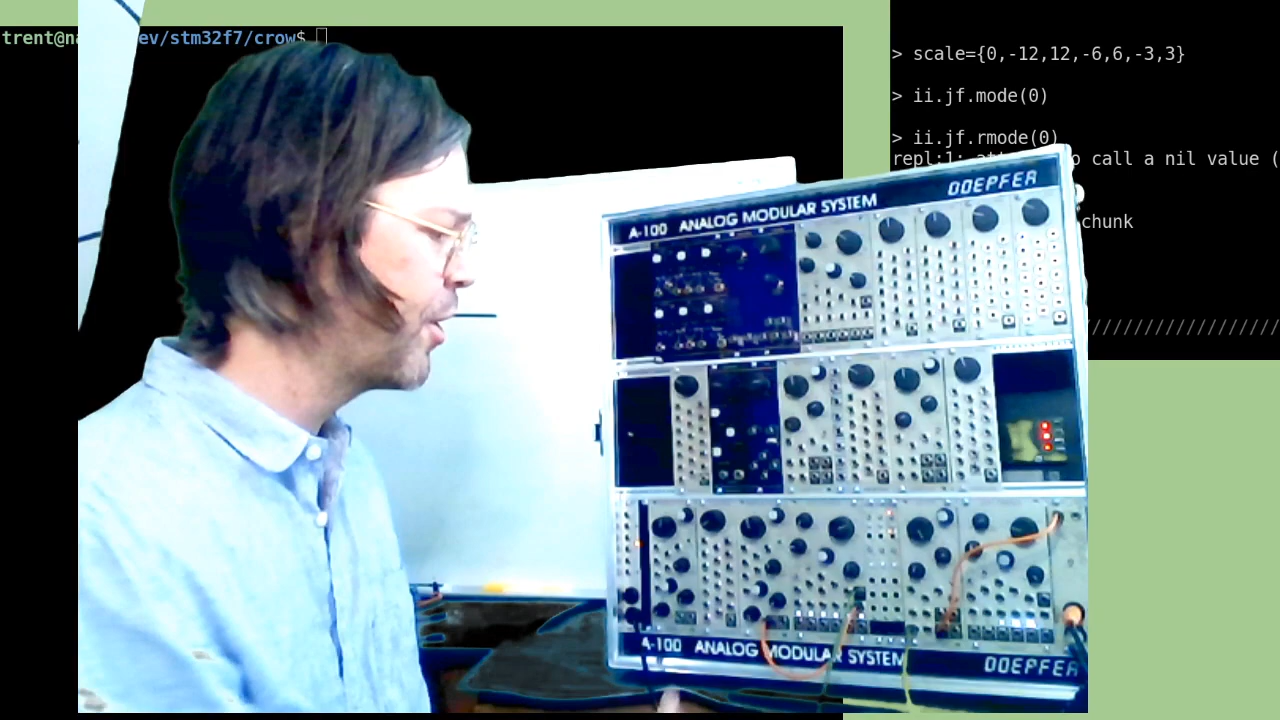 trent@na ev/stm32f7/crow$
> scale={0,-12,12,-6,6,-3,3}
> ii.jf.mode(0)
> ii.jf.rmode(0)
repl:1: to call a nil value (
chunk
//////////////////
A-100 ANALOG MODULAR SYSTEM DOEPFER
A-100 ANALOG MODULAR SYSTEM DOEPFER